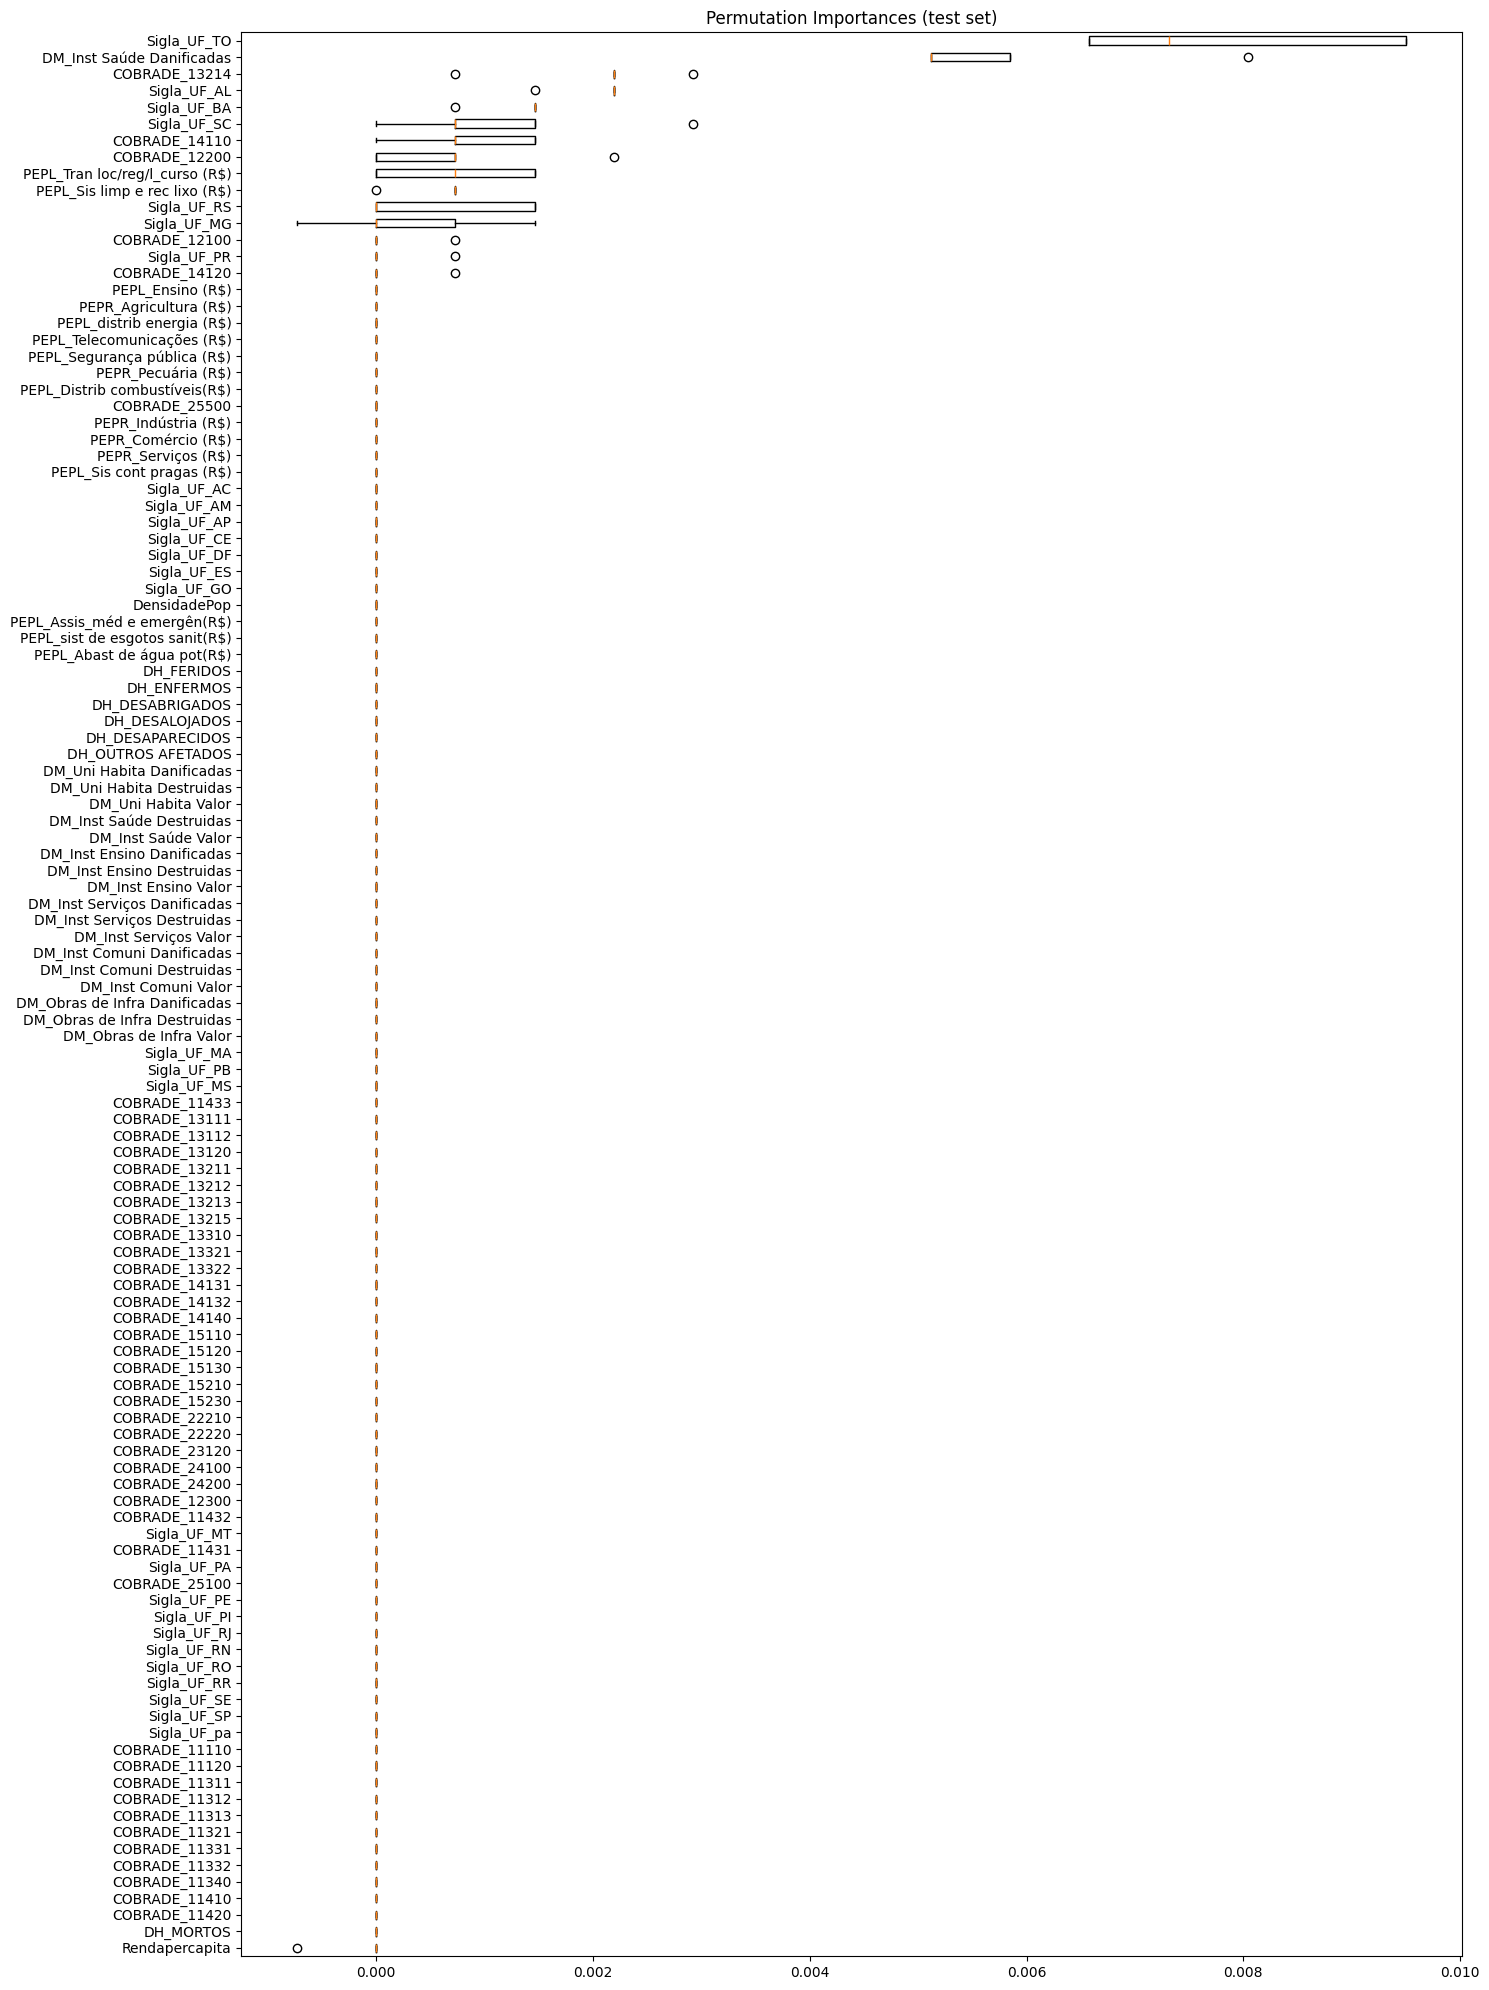 Permutation Importances (test set)
Sigla_UF_TO
DM_Inst Saúde Danificadas
COBRADE_13214
Sigla_UF_AL
Sigla_UF_BA
Sigla_UF_SC
COBRADE_14110
COBRADE_12200
PEPL_Tran loc/reg/l_curso (R$)
PEPL_Sis limp e rec lixo (R$)
Sigla_UF_RS
Sigla_UF_MG
COBRADE_12100
Sigla_UF_PR
COBRADE_14120
PEPL_Ensino (R$)
PEPR_Agricultura (R$)
PEPL_distrib energia (R$)
PEPL_Telecomunicações (R$)
PEPL_Segurança pública (R$)
PEPR_Pecuária (R$)
PEPL_Distrib combustíveis(R$)
COBRADE_25500
PEPR_Indústria (R$)
PEPR_Comércio (R$)
PEPR_Serviços (R$)
PEPL_Sis cont pragas (R$)
Sigla_UF_AC
Sigla_UF_AM
Sigla_UF_AP
Sigla_UF_CE
Sigla_UF_DF
Sigla_UF_ES
Sigla_UF_GO
DensidadePop
PEPL_Assis_méd e emergên(R$)
PEPL_sist de esgotos sanit(R$)
PEPL_Abast de água pot(R$)
DH_FERIDOS
DH_ENFERMOS
DH_DESABRIGADOS
DH_DESALOJADOS
DH_DESAPARECIDOS
DH_OUTROS AFETADOS
DM_Uni Habita Danificadas
DM_Uni Habita Destruidas
DM_Uni Habita Valor
DM_Inst Saúde Destruidas
DM_Inst Saúde Valor
DM_Inst Ensino Danificadas
DM_Inst Ensino Destruidas
DM_Inst Ensino Valor
DM_Inst Serviços Danificadas
DM_Inst Serviços Destruidas
DM_Inst Serviços Valor
DM_Inst Comuni Danificadas
DM_Inst Comuni Destruidas
DM_Inst Comuni Valor
DM_Obras de Infra Danificadas
DM_Obras de Infra Destruidas
DM_Obras de Infra Valor
Sigla_UF_MA
Sigla_UF_PB
Sigla_UF_MS
COBRADE_11433
COBRADE_13111
COBRADE_13112
COBRADE_13120
COBRADE_13211
COBRADE_13212
COBRADE_13213
COBRADE_13215
COBRADE_13310
COBRADE_13321
COBRADE_13322
COBRADE_14131
COBRADE_14132
COBRADE_14140
COBRADE_15110
COBRADE_15120
COBRADE_15130
COBRADE_15210
COBRADE_15230
COBRADE_22210
COBRADE_22220
COBRADE_23120
COBRADE_24100
COBRADE_24200
COBRADE_12300
COBRADE_11432
Sigla_UF_MT
COBRADE_11431
Sigla_UF_PA
COBRADE_25100
Sigla_UF_PE
Sigla_UF_PI
Sigla_UF_RJ
Sigla_UF_RN
Sigla_UF_RO
Sigla_UF_RR
Sigla_UF_SE
Sigla_UF_SP
Sigla_UF_pa
COBRADE_11110
COBRADE_11120
COBRADE_11311
COBRADE_11312
COBRADE_11313
COBRADE_11321
COBRADE_11331
COBRADE_11332
COBRADE_11340
COBRADE_11410
COBRADE_11420
DH_MORTOS
Rendapercapita
0.000 0.002 0.004 0.006 0.008 0.010